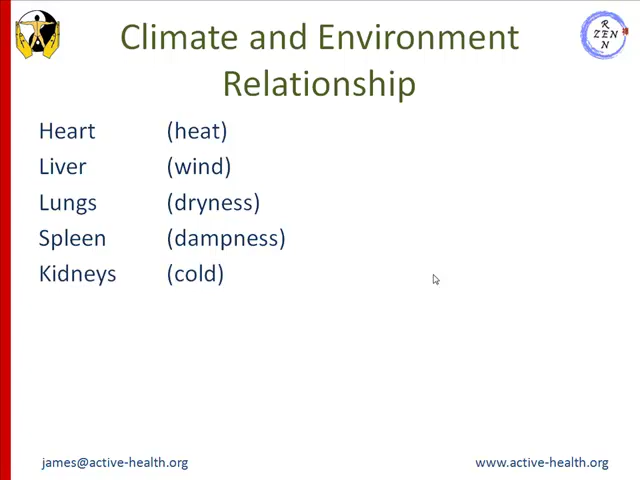 Climate and Environment
Relationship
R
ZEN
N
Heart (heat)
Liver (wind)
Lungs (dryness)
Spleen (dampness)
Kidneys (cold)
james@active-health.org www.active-health.org